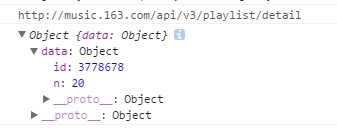 http://music.163.com/api/v3/playlist/detail
▼ Object {data: Object} i
▼ data: Object
id: 3778678
n: 20
▶ __proto__: Object
▶ __proto__: Object